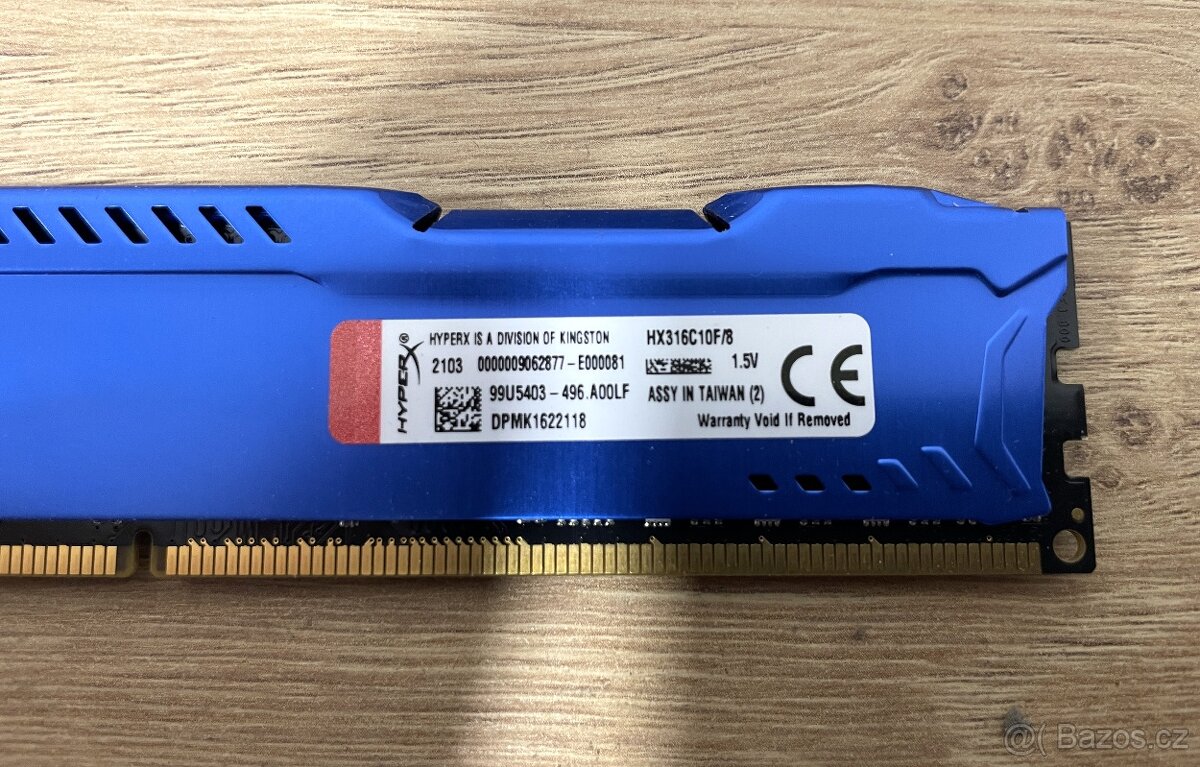 HYPERX
HYPERX IS A DIVISION OF KINGSTON
2103 0000009062877-E000081
99U5403-496.A00LF
DPMK1622118
HX316C10F/8
1.5V
ASSY IN TAIWAN (2)
Warranty Void If Removed
CE
@( Bazos.cz